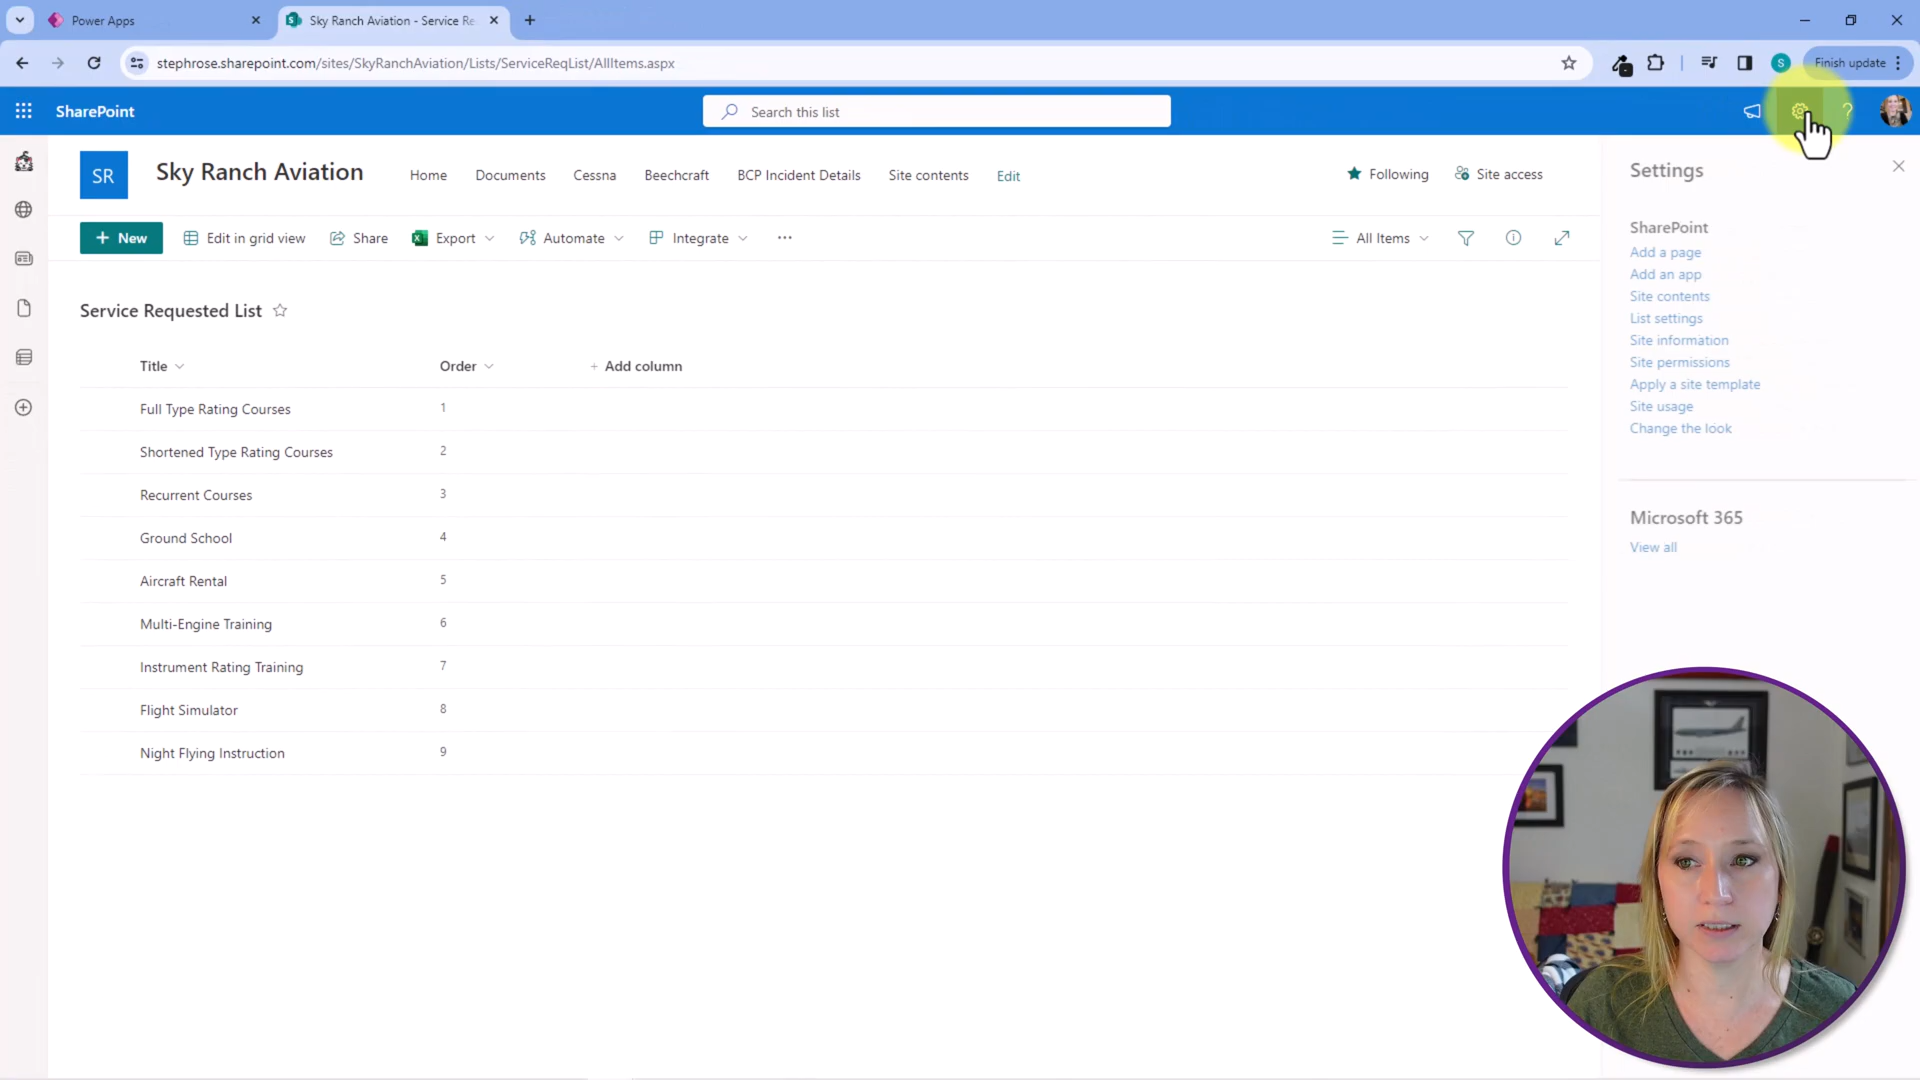 Power Apps
Sky Ranch Aviation - Service Re
stephrose.sharepoint.com/sites/SkyRanchAviation/Lists/ServiceReqList/AllItems.aspx
S
Finish update
SharePoint
Search this list
?
SR
Sky Ranch Aviation
Home
Documents
Cessna
Beechcraft
BCP Incident Details
Site contents
Edit
Following
Site access
+ New
Edit in grid view
Share
Export
Automate
Integrate
...
All Items
Service Requested List
Title
Order
+ Add column
Full Type Rating Courses 1
Shortened Type Rating Courses 2
Recurrent Courses 3
Ground School 4
Aircraft Rental 5
Multi-Engine Training 6
Instrument Rating Training 7
Flight Simulator 8
Night Flying Instruction 9
Settings
SharePoint
Add a page
Add an app
Site contents
List settings
Site information
Site permissions
Apply a site template
Site usage
Change the look
Microsoft 365
View all